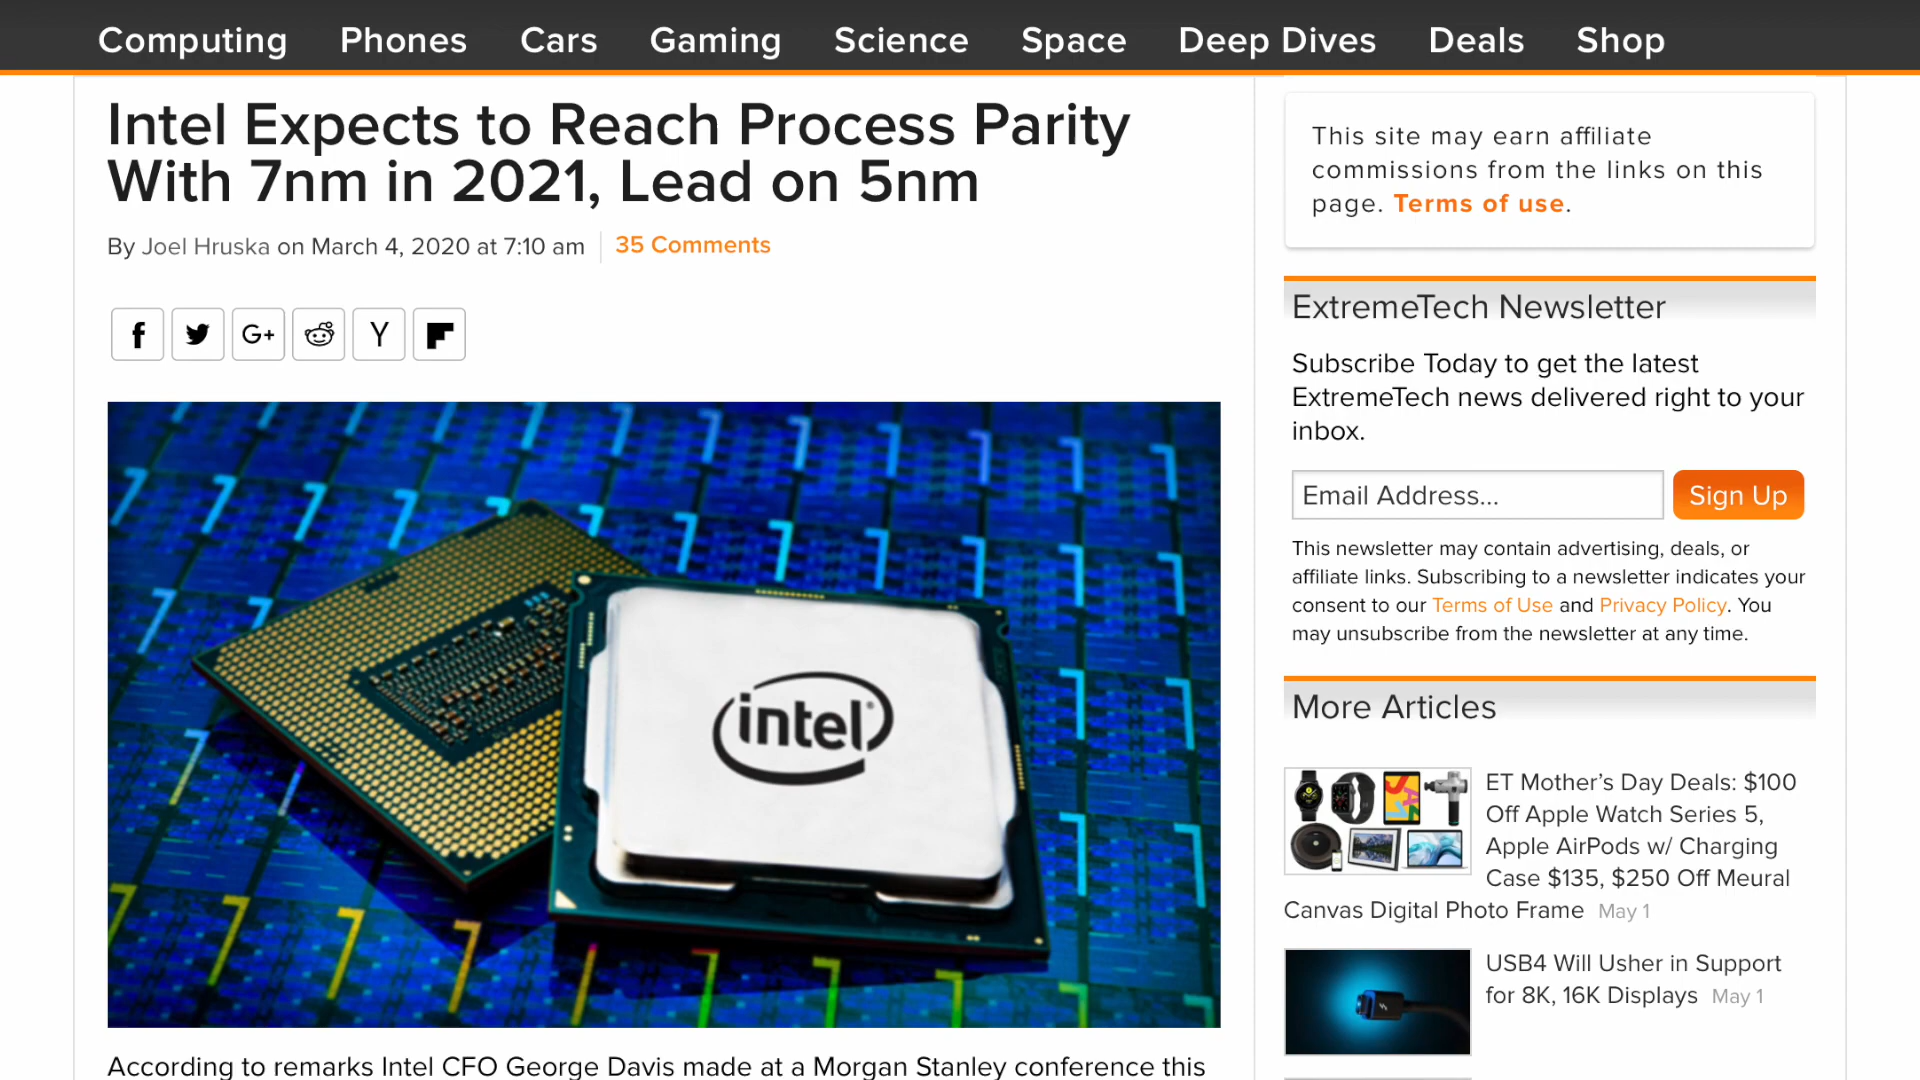 Computing Phones Cars Gaming Science Space Deep Dives Deals Shop
Intel Expects to Reach Process Parity
With 7nm in 2021, Lead on 5nm
By Joel Hruska on March 4, 2020 at 7:10 am
35 Comments
f G+ Y
intel®
According to remarks Intel CFO George Davis made at a Morgan Stanley conference this
This site may earn affiliate
commissions from the links on this
page. Terms of use.
ExtremeTech Newsletter
Subscribe Today to get the latest
ExtremeTech news delivered right to your
inbox.
Email Address...
Sign Up
This newsletter may contain advertising, deals, or
affiliate links. Subscribing to a newsletter indicates your
consent to our Terms of Use and Privacy Policy. You
may unsubscribe from the newsletter at any time.
More Articles
ET Mother’s Day Deals: $100
Off Apple Watch Series 5,
Apple AirPods w/ Charging
Case $135, $250 Off Meural
Canvas Digital Photo Frame May 1
USB4 Will Usher in Support
for 8K, 16K Displays May 1